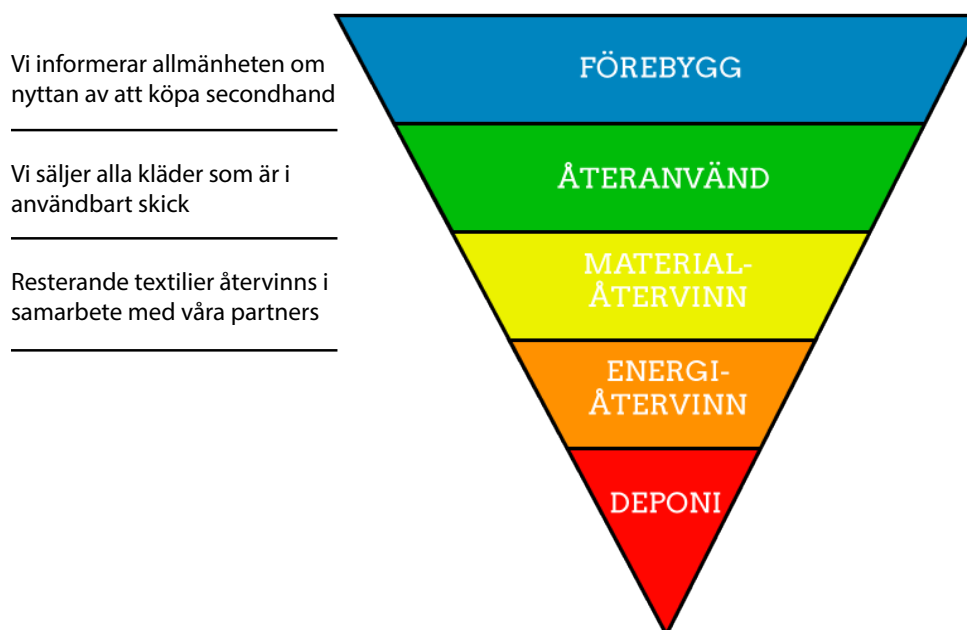 Vi informerar allmänheten om
nyttan av att köpa secondhand
FÖREBYGG
Vi säljer alla kläder som är i
användbart skick
ÅTERANVÄND
Resterande textilier återvinns i
samarbete med våra partners
MATERIAL-
ÅTERVINN
ENERGI-
ÅTERVINN
DEPONI